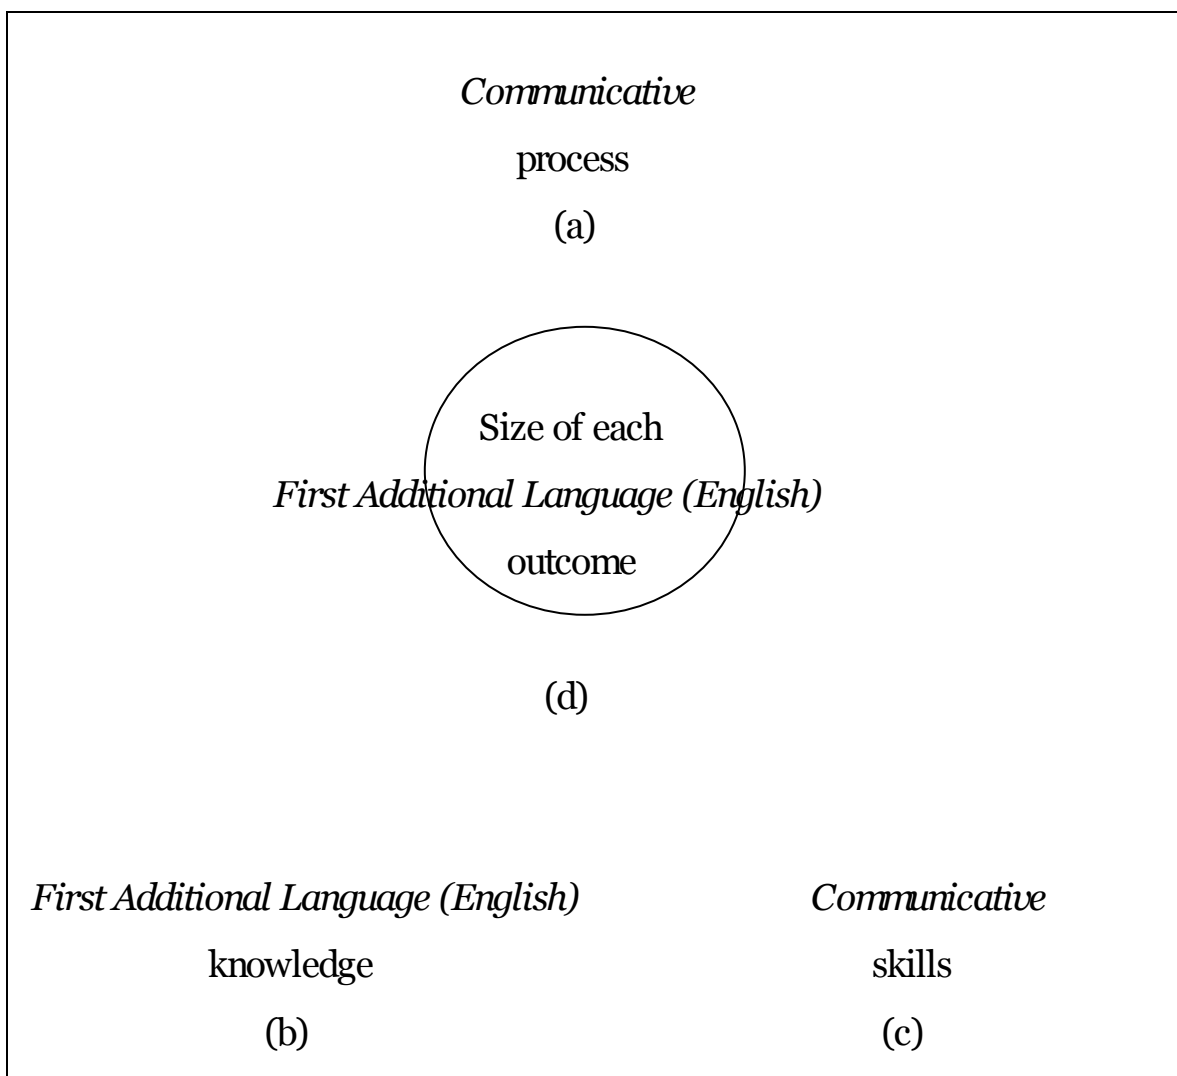 Communicative
process
(a)
Size of each
First Additional Language (English)
outcome
(d)
First Additional Language (English) Communicative
knowledge skills
(b) (c)